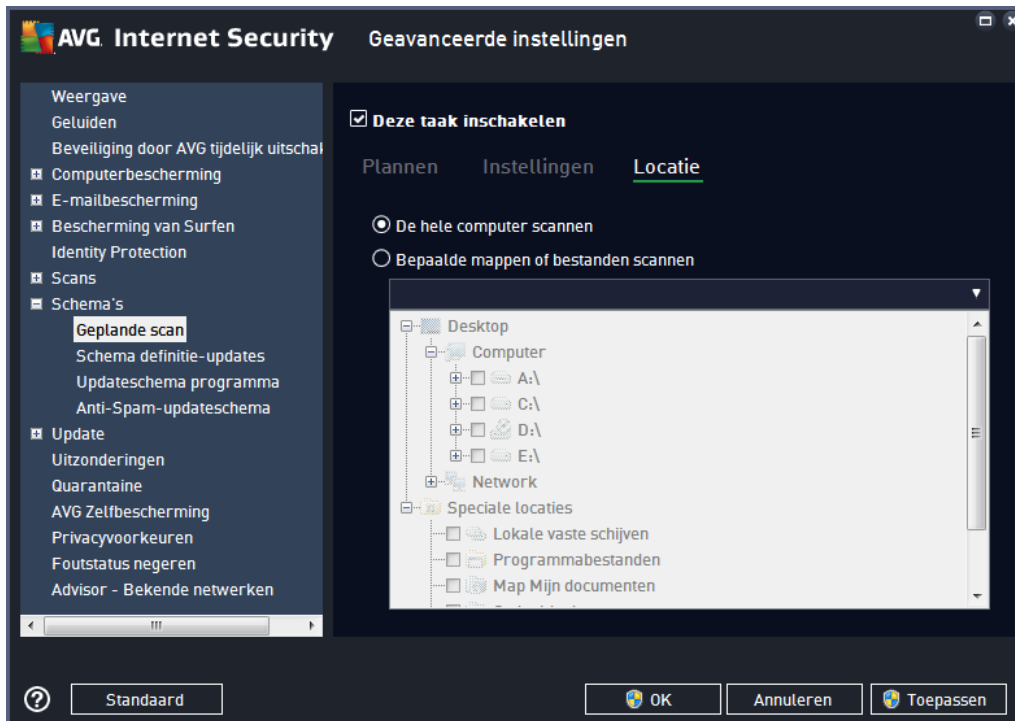 AVG. Internet Security Geavanceerde instellingen
Weergave
Geluiden
Beveiliging door AVG tijdelijk uitschak
Computerbescherming
E-mailbescherming
Bescherming van Surfen
Identity Protection
Scans
Schema's
Geplande scan
Schema definitie-updates
Updateschema programma
Anti-Spam-updateschema
Update
Uitzonderingen
Quarantaine
AVG Zelfbescherming
Privacyvoorkeuren
Foutstatus negeren
Advisor - Bekende netwerken
Deze taak inschakelen
Plannen Instellingen Locatie
De hele computer scannen
Bepaalde mappen of bestanden scannen
Desktop
Computer
A:\
C:\
D:\
E:\
Network
Speciale locaties
Lokale vaste schijven
Programmabestanden
Map Mijn documenten
? Standaard OK Annuleren Toepassen